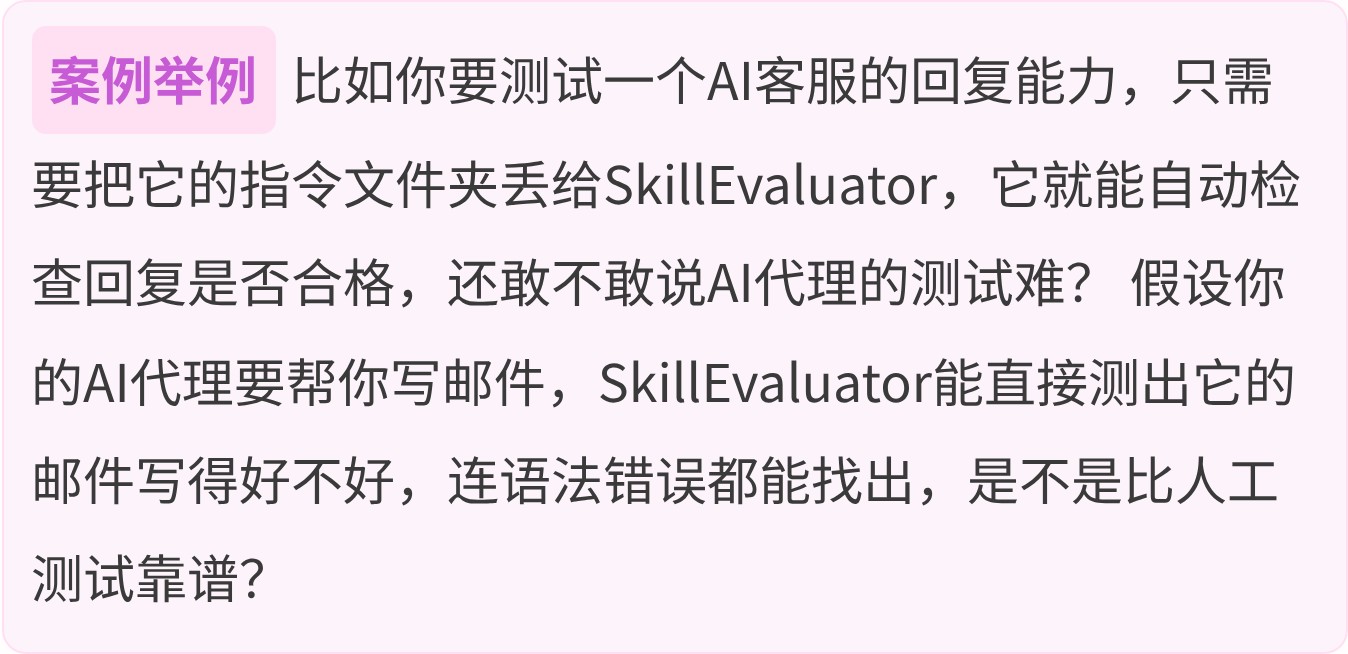 案例举例 比如你要测试一个AI客服的回复能力，只需
要把它的指令文件夹丢给SkillEvaluator，它就能自动检
查回复是否合格，还敢不敢说AI代理的测试难？ 假设你
的AI代理要帮你写邮件，SkillEvaluator能直接测出它的
邮件写得好不好，连语法错误都能找出，是不是比人工
测试靠谱？